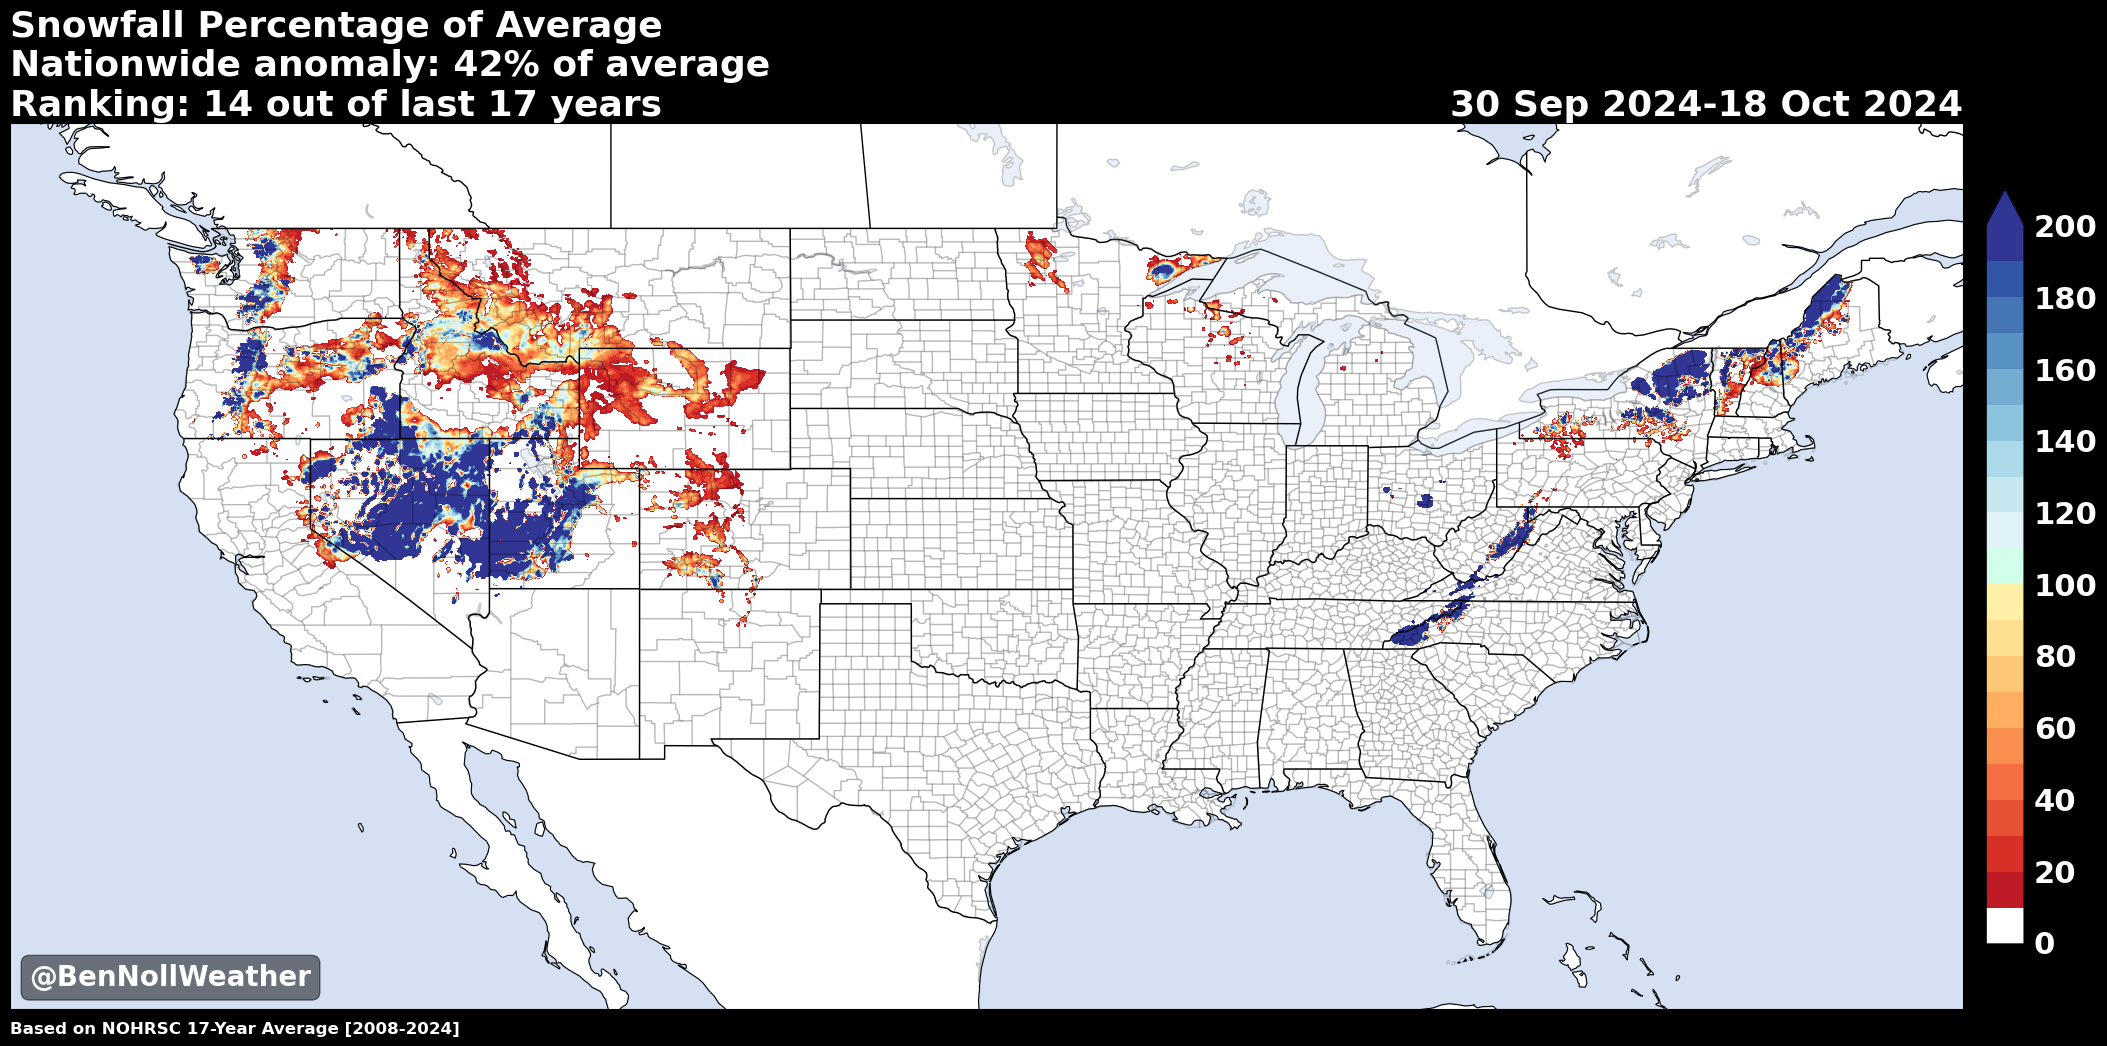 Snowfall Percentage of Average
Nationwide anomaly: 42% of average
Ranking: 14 out of last 17 years
30 Sep 2024-18 Oct 2024
200
180
160
140
120
100
80
60
40
20
0
@BenNollWeather
Based on NOHRSC 17-Year Average [2008-2024]